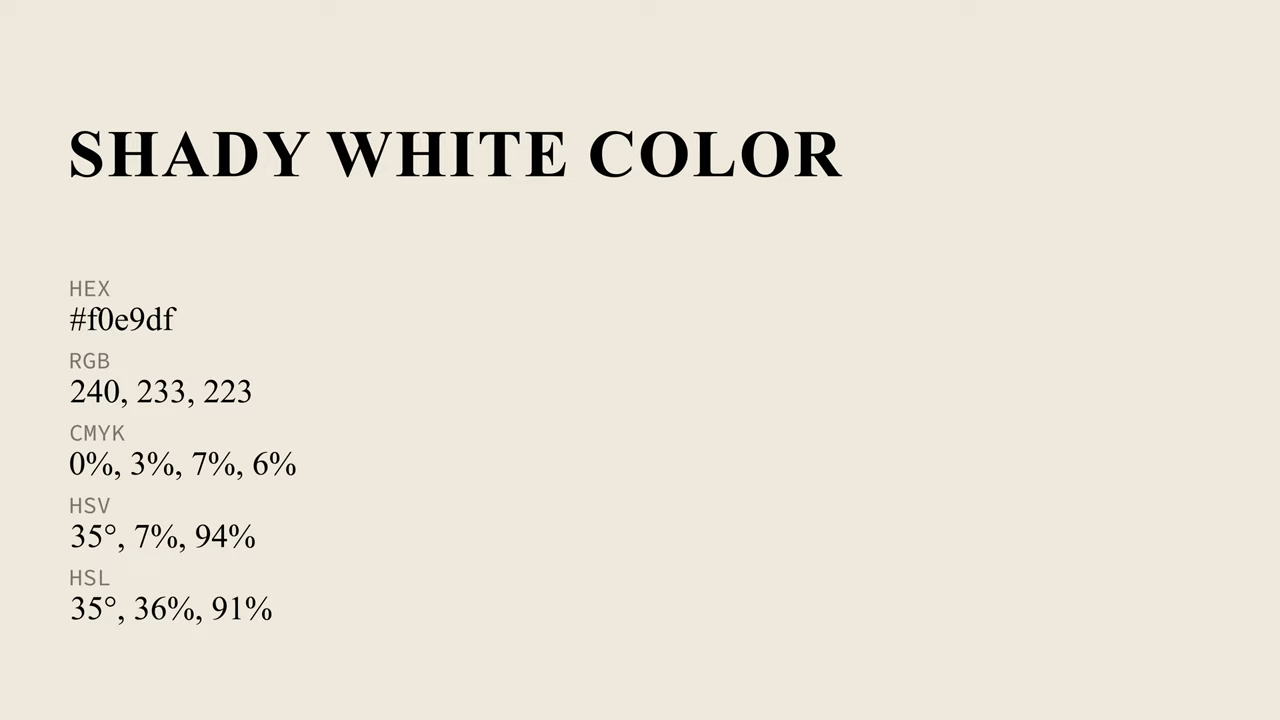 SHADY WHITE COLOR
HEX
#f0e9df
RGB
240, 233, 223
CMYK
0%, 3%, 7%, 6%
HSV
35°, 7%, 94%
HSL
35°, 36%, 91%